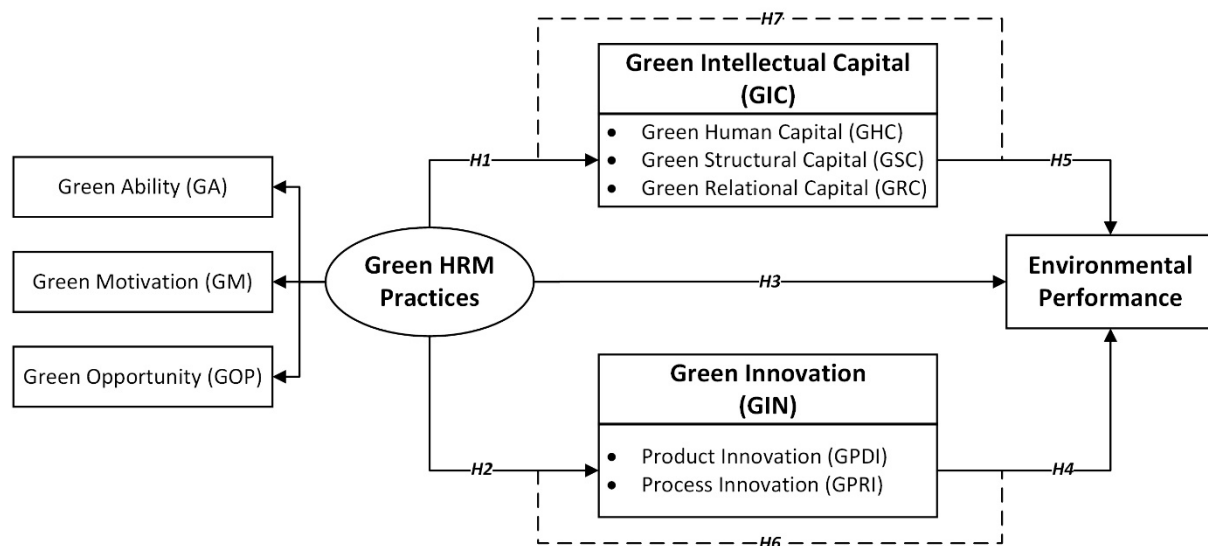 H7
Green Intellectual Capital
(GIC)
• Green Human Capital (GHC)
• Green Structural Capital (GSC)
• Green Relational Capital (GRC)
H1
H5
Green Ability (GA)
Green Motivation (GM)
Green Opportunity (GOP)
Green HRM
Practices
H3
Environmental
Performance
Green Innovation
(GIN)
• Product Innovation (GPDI)
• Process Innovation (GPRI)
H2
H4
H6